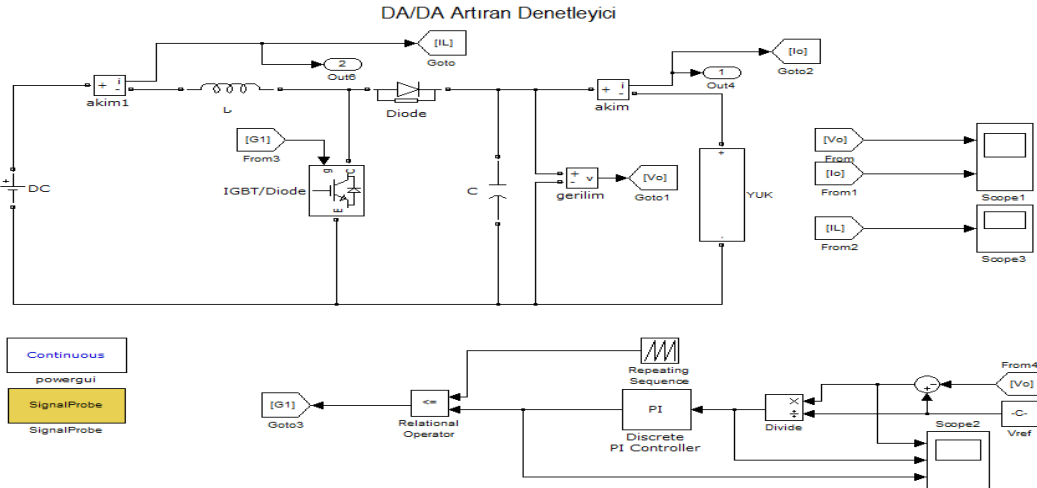 DA/DA Artıran Denetleyici
[IL]
Goto
2
Out6
[Io]
Goto2
1
Out4
+ i -
akim1
L
Diode
+ i -
akim
[G1]
From3
g C
IGBT/Diode
E
+
DC
C
+ v -
gerilim
[Vo]
Goto1
+
YUK
-
[Vo]
From
[Io]
From1
Scope1
[IL]
From2
Scope3
Continuous
powergui
SignalProbe
SignalProbe
Repeating
Sequence
[G1]
Goto3
<=
Relational
Operator
PI
Discrete
PI Controller
×
÷
Divide
+ -
From4
[Vo]
-C-
Vref
Scope2